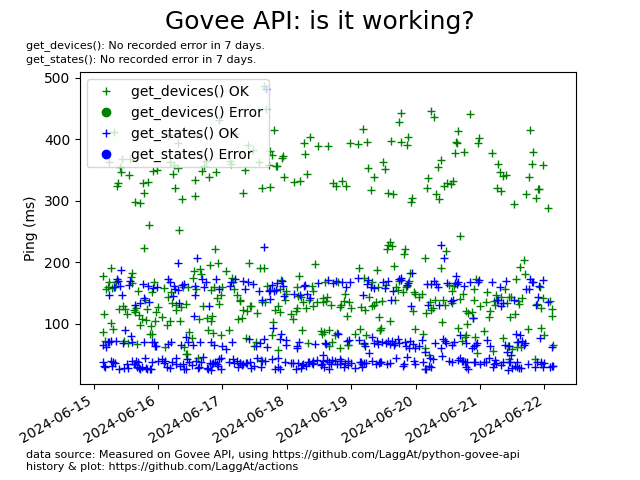 Govee API: is it working?
get_devices(): No recorded error in 7 days.
get_states(): No recorded error in 7 days.
500
400
300
200
100
Ping (ms)
get_devices() OK
get_devices() Error
get_states() OK
get_states() Error
2024-06-15
2024-06-16
2024-06-17
2024-06-18
2024-06-19
2024-06-20
2024-06-21
2024-06-22
data source: Measured on Govee API, using https://github.com/LaggAt/python-govee-api
history & plot: https://github.com/LaggAt/actions